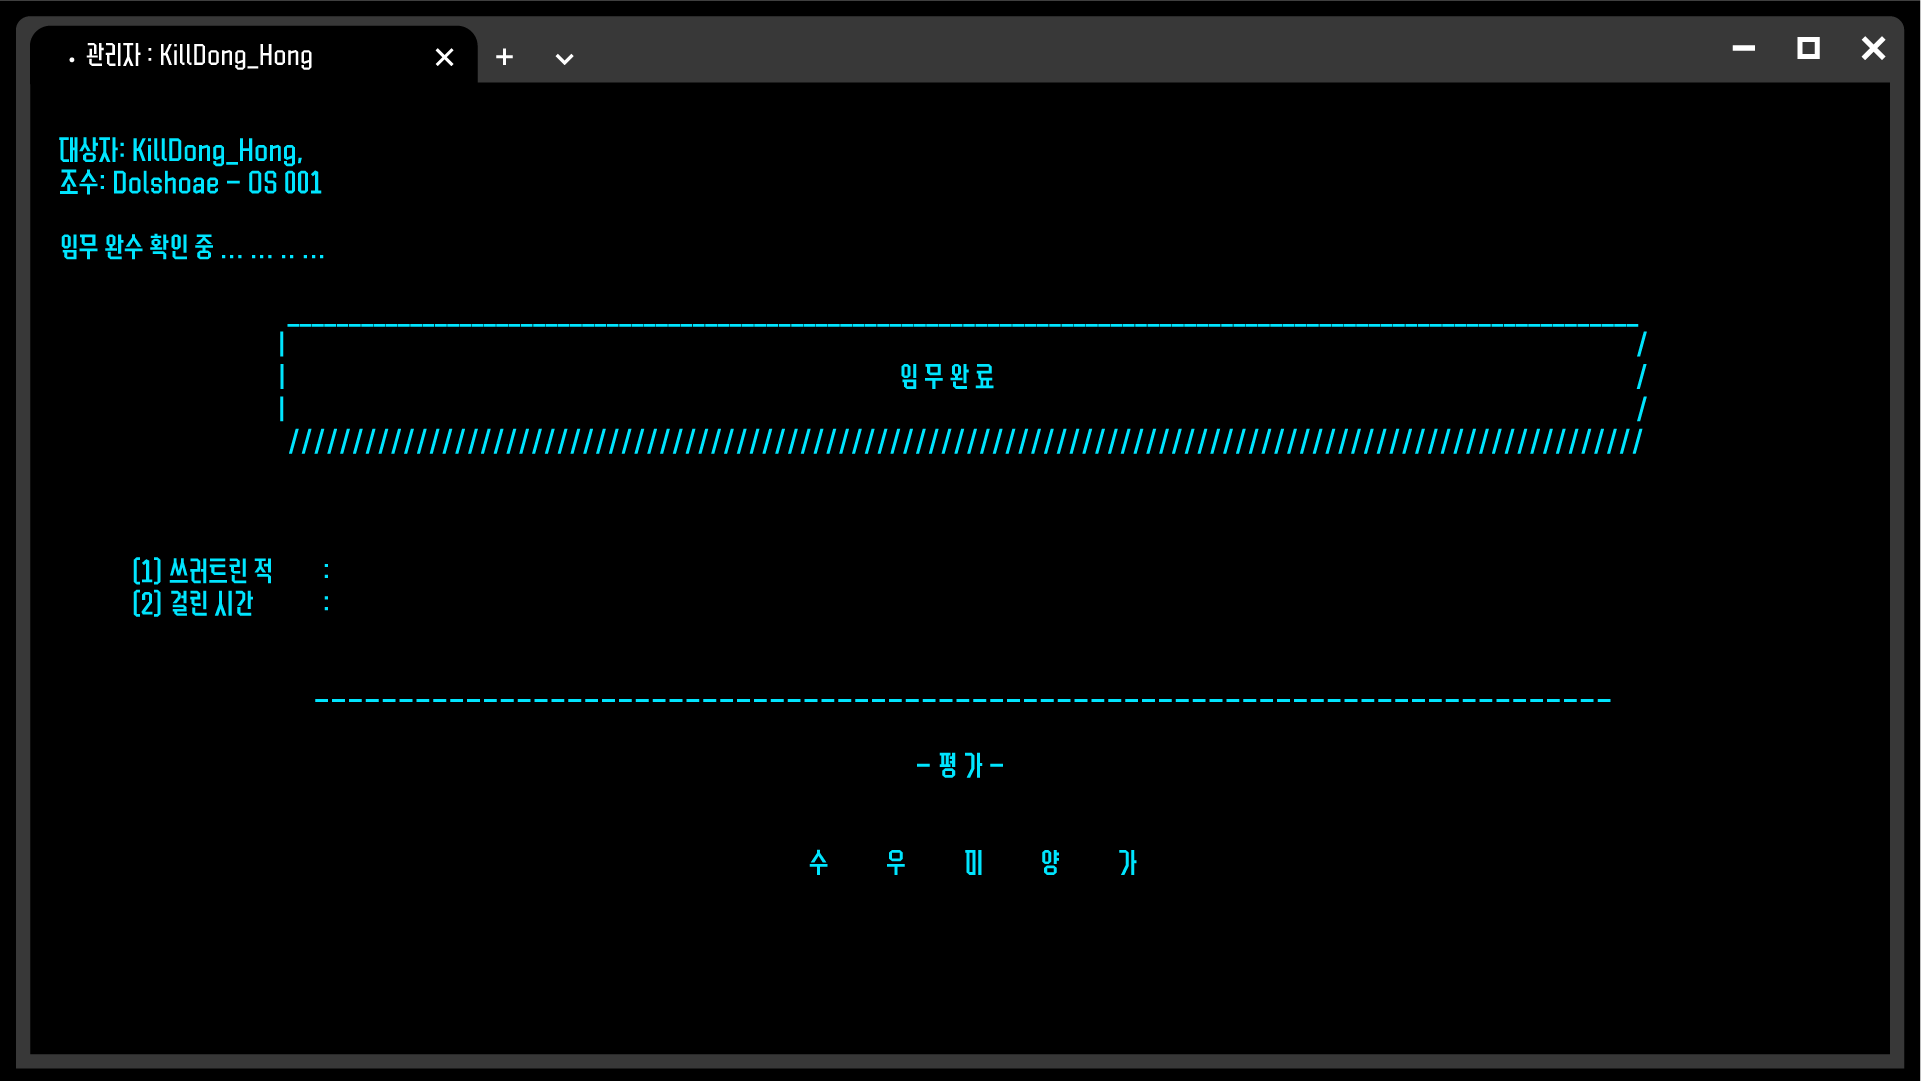 • 관리자 : KillDong_Hong
대상자: KillDong_Hong,
조수: Dolshoae - OS 001
임무 완수 확인 중 ... ... .. ...
임 무 완 료
(1) 쓰러트린 적 :
(2) 걸린 시간 :
- 평 가 -
수 우 미 양 가